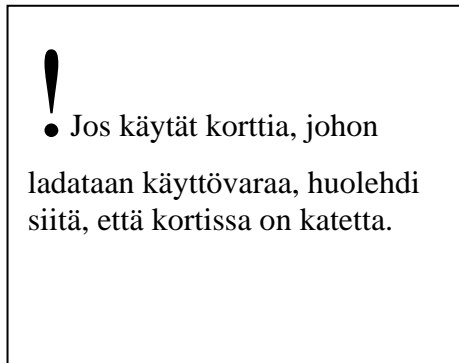 ! Jos käytät korttia, johon
ladataan käyttövaraa, huolehdi
siitä, että kortissa on katetta.